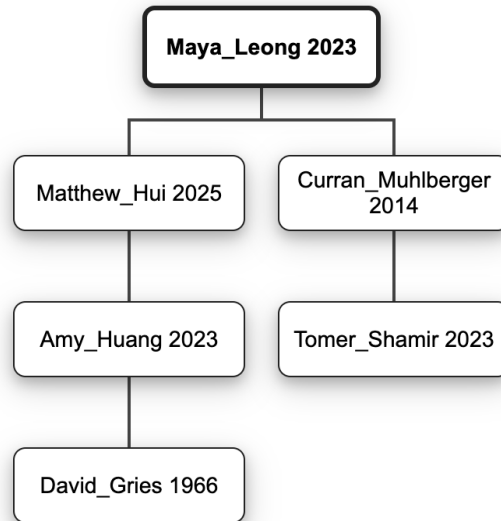 Maya_Leong 2023
Matthew_Hui 2025
Curran_Muhlberger
2014
Amy_Huang 2023
Tomer_Shamir 2023
David_Gries 1966